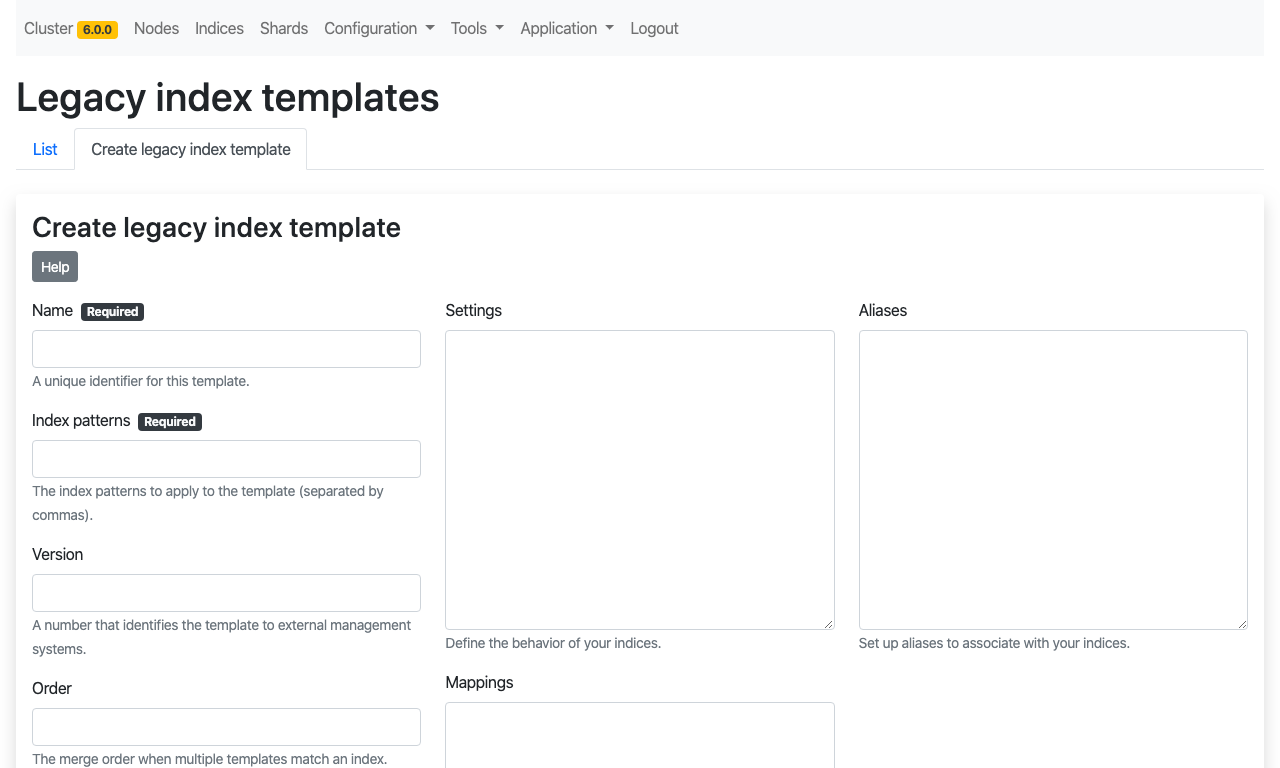 Cluster 6.0.0 Nodes Indices Shards Configuration Tools Application Logout
Legacy index templates
List Create legacy index template
Create legacy index template
Help
Name Required
A unique identifier for this template.
Index patterns Required
The index patterns to apply to the template (separated by
commas).
Version
A number that identifies the template to external management
systems.
Order
The merge order when multiple templates match an index.
Settings
Define the behavior of your indices.
Mappings
Aliases
Set up aliases to associate with your indices.